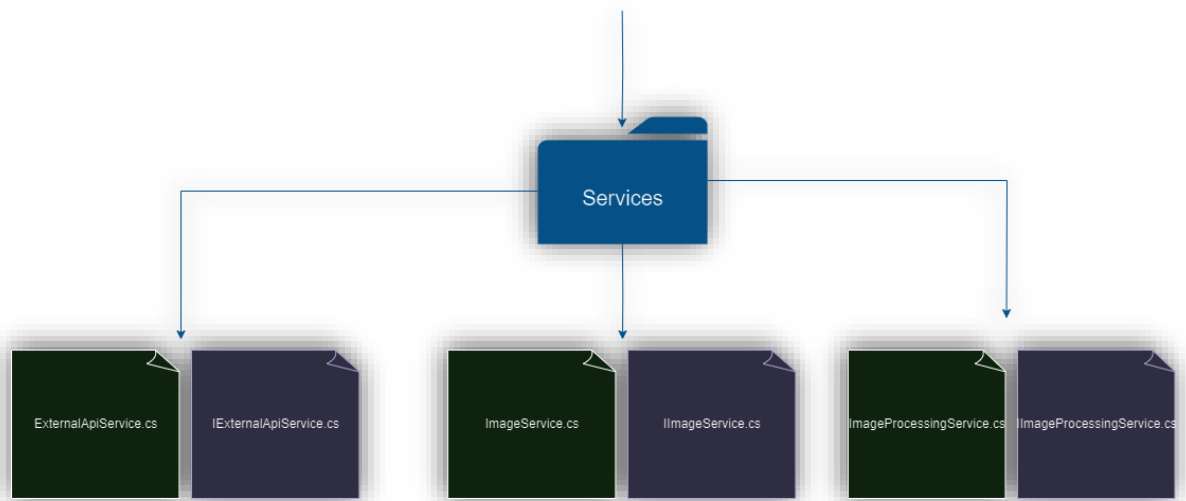 Services
ExternalApiService.cs
IExternalApiService.cs
ImageService.cs
IImageService.cs
ImageProcessingService.cs
IImageProcessingService.cs